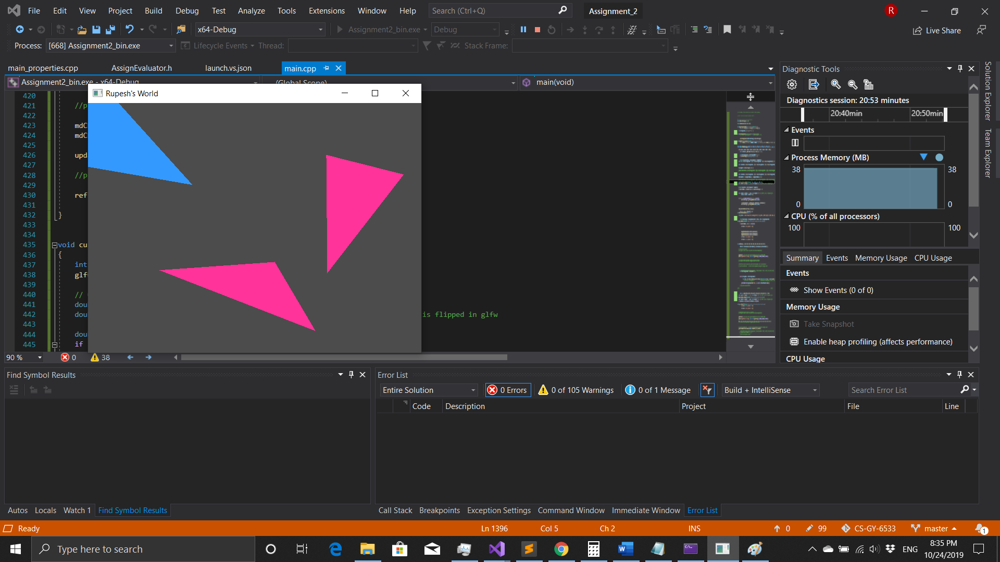 File Edit View Project Build Debug Test Analyze Tools Extensions Window Help Search (Ctrl+Q) Assignment_2 R
x64-Debug Assignment2_bin.exe Debug Live Share
Process: [668] Assignment2_bin.exe Lifecycle Events Thread: Stack Frame:
main_properties.cpp AssignEvaluator.h launch.vs.json main.cpp
Assignment2_bin.exe - x64-Debug (Global Scope) main(void)
Rupesh's World
420
421 //p
422
423 mdC
424 mdC
425
426 upda
427
428 //p
429
430 ref
431
432 }
433
434
435 void cu
436 {
437 int
438 glf
439
440 //
441 dou
442 dou is flipped in glfw
443
444 dou
445 if
90 % 0 38
Diagnostic Tools
Diagnostics session: 20:53 minutes
20:40min 20:50min
Events
Process Memory (MB)
38 38
0 0
CPU (% of all processors)
100 100
Summary Events Memory Usage CPU Usage
Events
Show Events (0 of 0)
Memory Usage
Take Snapshot
Enable heap profiling (affects performance)
CPU Usage
Solution Explorer
Team Explorer
Find Symbol Results
Error List
Entire Solution 0 Errors 0 of 105 Warnings 0 of 1 Message Build + IntelliSense Search Error List
Code Description Project File Line
Autos Locals Watch 1 Find Symbol Results
Call Stack Breakpoints Exception Settings Command Window Immediate Window Error List
Ready Ln 1396 Col 5 Ch 2 INS 0 99 CS-GY-6533 master 1
Type here to search ENG 8:35 PM
10/24/2019